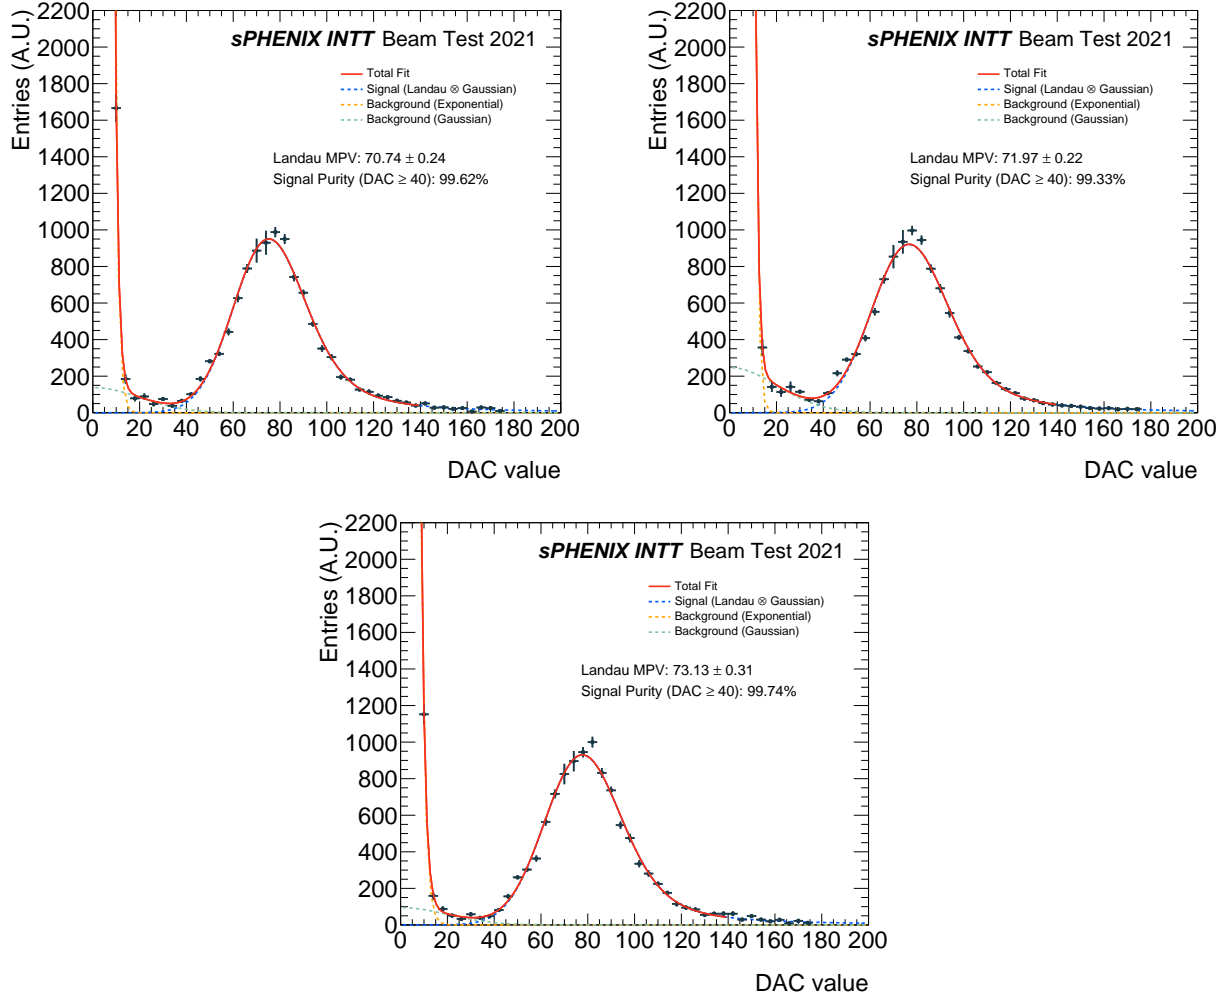 sPHENIX INTT Beam Test 2021
Total Fit
Signal (Landau ⊗ Gaussian)
Background (Exponential)
Background (Gaussian)
Landau MPV: 70.74 ± 0.24
Signal Purity (DAC ≥ 40): 99.62%
Entries (A.U.)
2200
2000
1800
1600
1400
1200
1000
800
600
400
200
0
0 20 40 60 80 100 120 140 160 180 200
DAC value
sPHENIX INTT Beam Test 2021
Total Fit
Signal (Landau ⊗ Gaussian)
Background (Exponential)
Background (Gaussian)
Landau MPV: 71.97 ± 0.22
Signal Purity (DAC ≥ 40): 99.33%
Entries (A.U.)
2200
2000
1800
1600
1400
1200
1000
800
600
400
200
0
0 20 40 60 80 100 120 140 160 180 200
DAC value
sPHENIX INTT Beam Test 2021
Total Fit
Signal (Landau ⊗ Gaussian)
Background (Exponential)
Background (Gaussian)
Landau MPV: 73.13 ± 0.31
Signal Purity (DAC ≥ 40): 99.74%
Entries (A.U.)
2200
2000
1800
1600
1400
1200
1000
800
600
400
200
0
0 20 40 60 80 100 120 140 160 180 200
DAC value